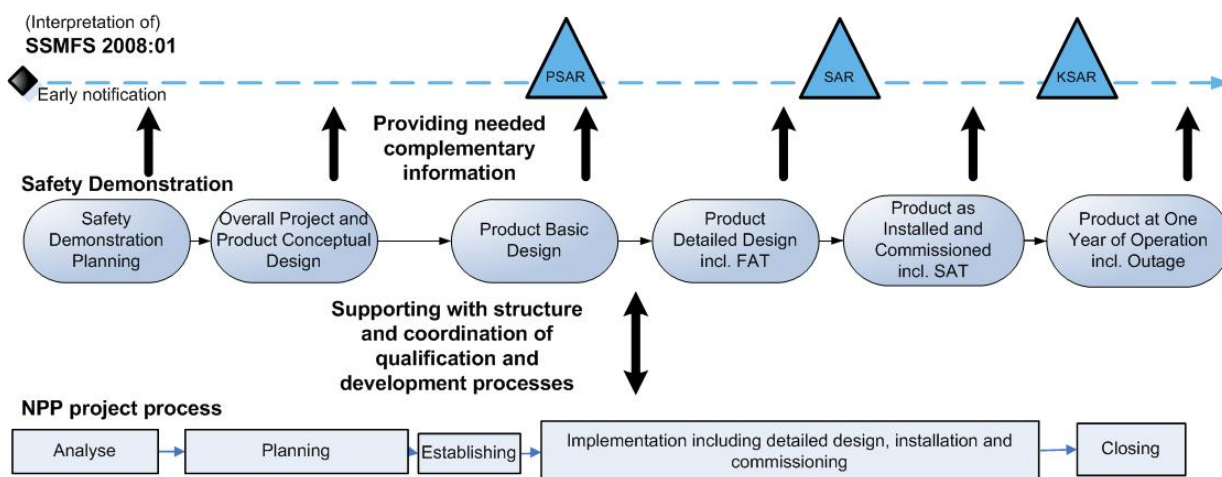 (Interpretation of)
SSMFS 2008:01
Early notification
PSAR
SAR
KSAR
Providing needed
complementary
information
Safety Demonstration
Safety
Demonstration
Planning
Overall Project and
Product Conceptual
Design
Product Basic
Design
Product
Detailed Design
incl. FAT
Product as
Installed and
Commissioned
incl. SAT
Product at One
Year of Operation
incl. Outage
Supporting with structure
and coordination of
qualification and
development processes
NPP project process
Analyse
Planning
Establishing
Implementation including detailed design, installation and
commissioning
Closing